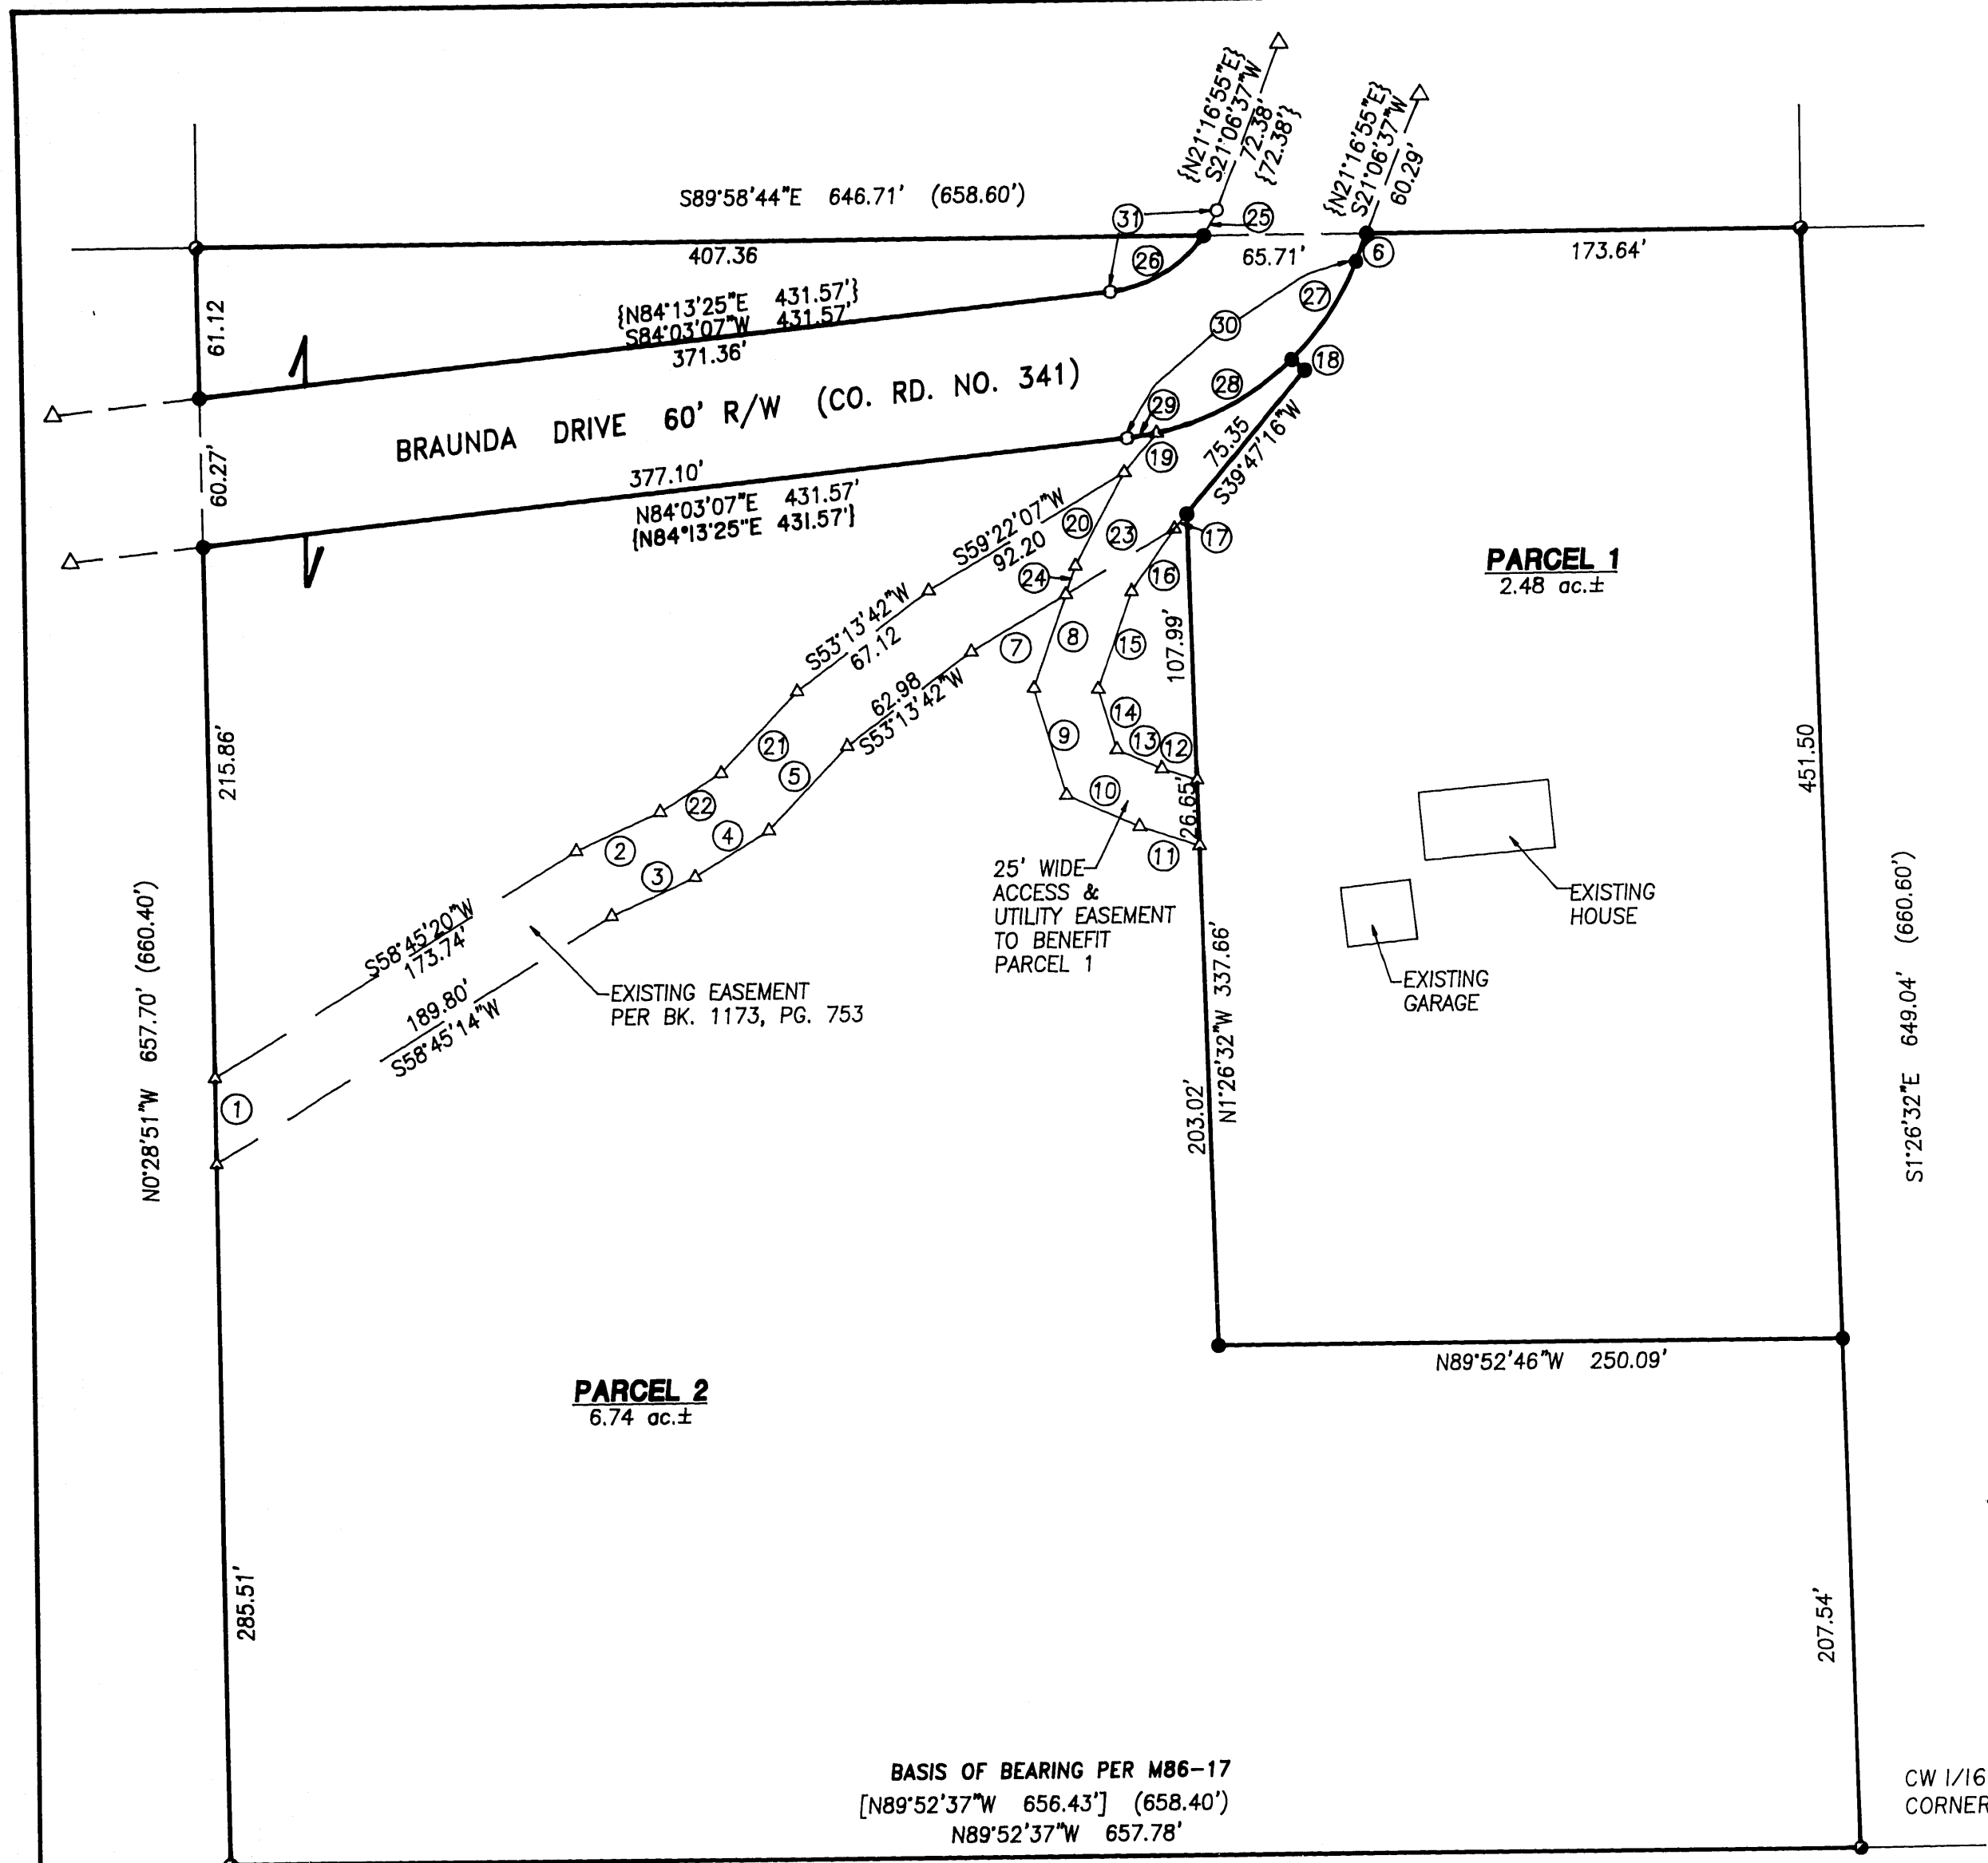 {N21°16'55"E}
S21°06'37"W
72.38'
{72.38'}
{N21°16'55"E}
S21°06'37"W
60.29'
S89°58'44"E 646.71' (658.60')
31
25
407.36
26
65.71'
6
173.64'
61.12
{N84°13'25"E 431.57'}
S84°03'07"W 431.57'
371.36'
27
30
18
BRAUNDA DRIVE 60' R/W (CO. RD. NO. 341)
28
29
60.27'
377.10'
N84°03'07"E 431.57'
{N84°13'25"E 431.57'}
19
75.35
S39°47'16"W
S59°22'07"W
92.20
20
23
17
24
16
PARCEL 1
2.48 ac.±
S53°13'42"W
67.12
62.98
S53°13'42"W
7
8
15
107.99'
215.86'
21
5
9
14
13
12
451.50
22
4
10
26.65'
2
3
11
25' WIDE
ACCESS &
UTILITY EASEMENT
TO BENEFIT
PARCEL 1
EXISTING
HOUSE
EXISTING
GARAGE
S58°45'20"W
173.74'
189.80'
S58°45'14"W
EXISTING EASEMENT
PER BK. 1173, PG. 753
N0°28'51"W 657.70' (660.40')
1
203.02'
N1°26'32"W 337.66'
S1°26'32"E 649.04' (660.60')
N89°52'46"W 250.09'
PARCEL 2
6.74 ac.±
285.51'
207.54'
BASIS OF BEARING PER M86-17
[N89°52'37"W 656.43'] (658.40')
N89°52'37"W 657.78'
CW 1/16
CORNER